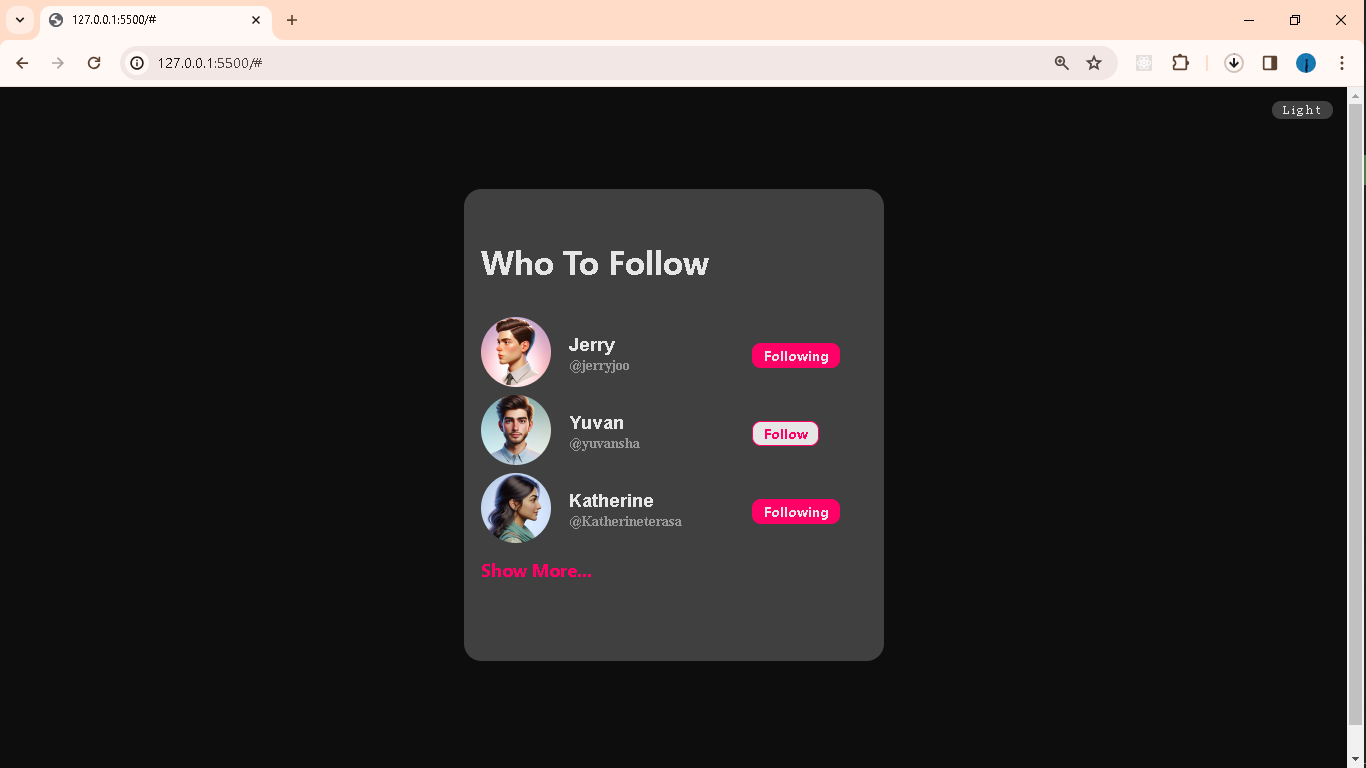 127.0.0.1:5500/#
127.0.0.1:5500/#
Light
Who To Follow
Jerry
@jerryjoo
Following
Yuvan
@yuvansha
Follow
Katherine
@Katherineterasa
Following
Show More...